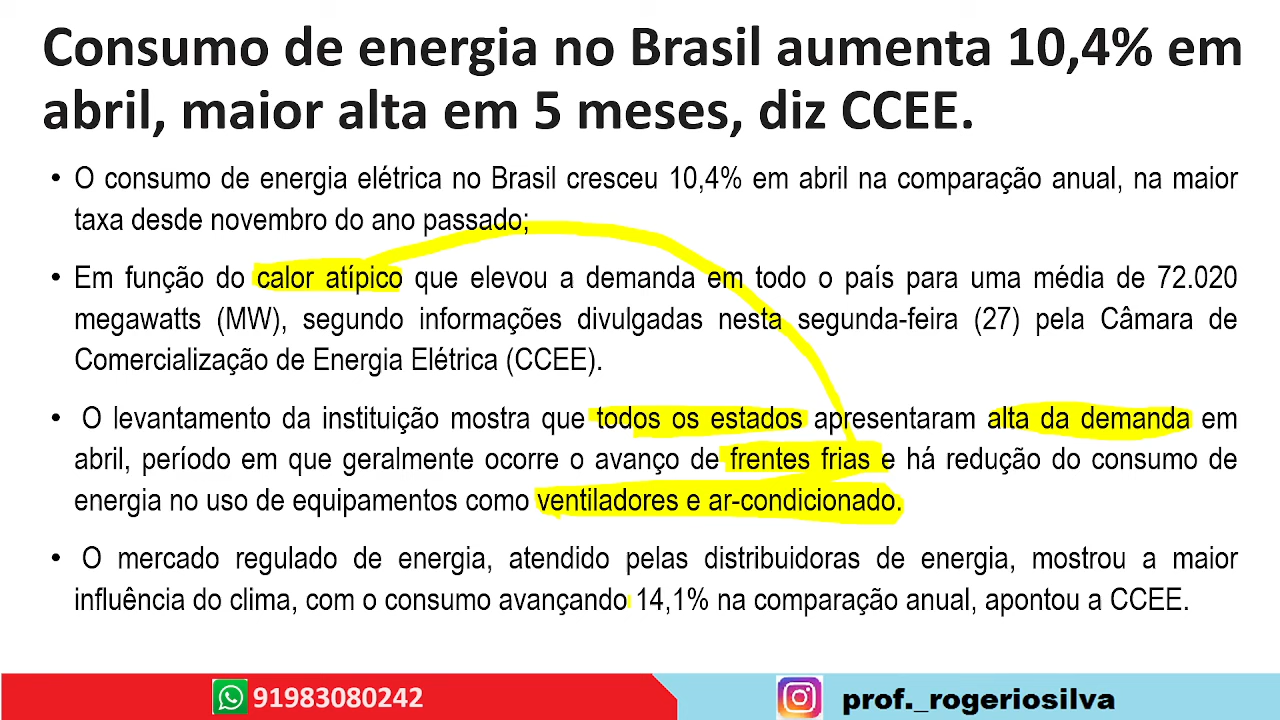 Consumo de energia no Brasil aumenta 10,4% em
abril, maior alta em 5 meses, diz CCEE.
• O consumo de energia elétrica no Brasil cresceu 10,4% em abril na comparação anual, na maior
taxa desde novembro do ano passado;
• Em função do calor atípico que elevou a demanda em todo o país para uma média de 72.020
megawatts (MW), segundo informações divulgadas nesta segunda-feira (27) pela Câmara de
Comercialização de Energia Elétrica (CCEE).
• O levantamento da instituição mostra que todos os estados apresentaram alta da demanda em
abril, período em que geralmente ocorre o avanço de frentes frias e há redução do consumo de
energia no uso de equipamentos como ventiladores e ar-condicionado.
• O mercado regulado de energia, atendido pelas distribuidoras de energia, mostrou a maior
influência do clima, com o consumo avançando 14,1% na comparação anual, apontou a CCEE.
91983080242
prof._rogeriosilva